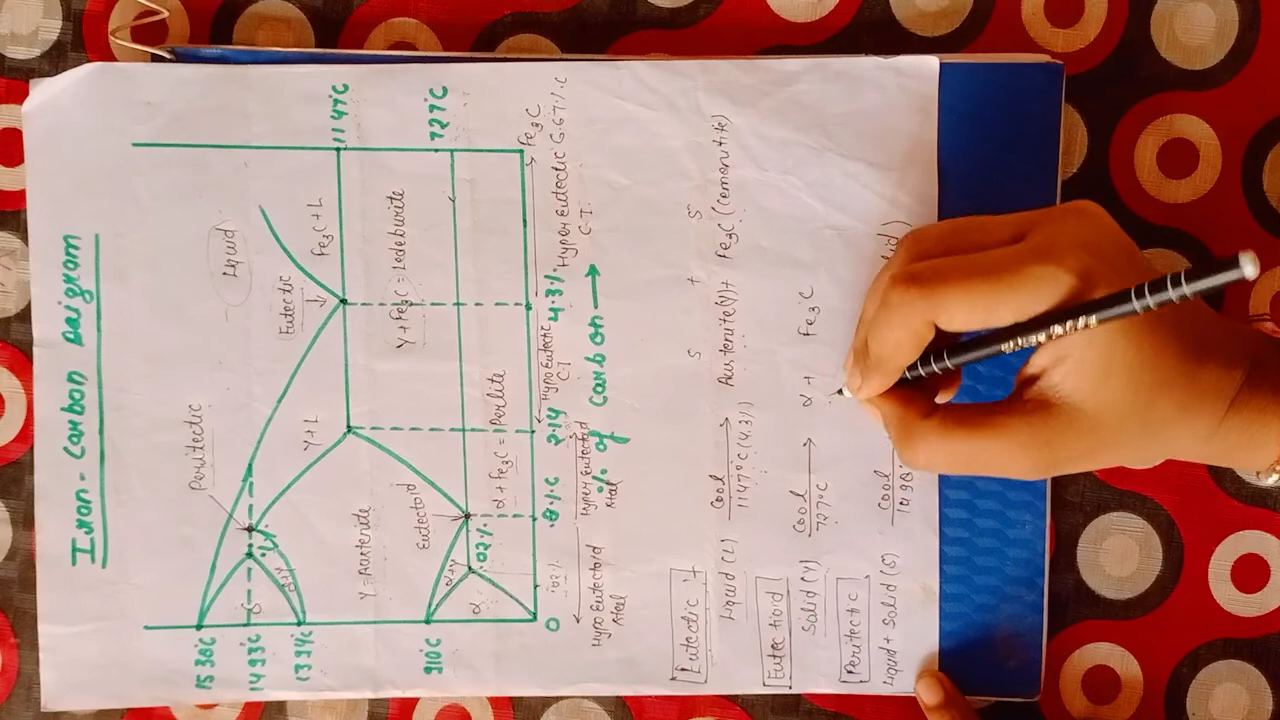 Iron-Carbon Daigram
1538°C
1493°C
1394°C
910°C
Peritectic
Liquid
Eutectic
Fe3C+L
1147°C
γ+L
δ
γ=Austenite
γ+Fe3C=Ledeburite
Eutectoid
727°C
α+γ
α
.02%
α+Fe3C=Perlite
Fe3C
0
.02%
.8%C
2.14
4.3%
6.67%C
Hypo Eutectoid
steel
Hyper Eutectoid
steel
Hypo Eutectic
C.I
Hyper Eutectic
C.I.
% of carbon
Eutectic :-
S + S
Liquid (L) Cool Austenite(γ)+ Fe3C (cementite)
1147°C (4.3%)
Eutectioid
Solid (γ) Cool α + Fe3C
727°C
Peritectic
Liquid + Solid (δ) Cool